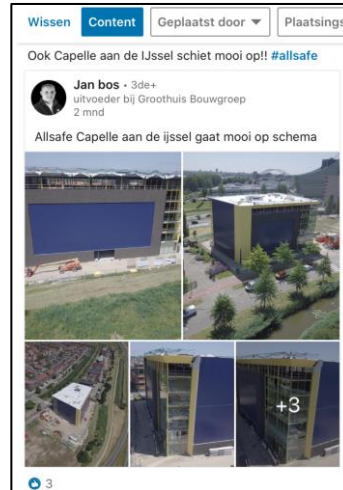 Wissen Content Geplaatst door Plaatsings
Ook Capelle aan de IJssel schiet mooi op!! #allsafe
Jan bos • 3de+
uitvoeder bij Groothuis Bouwgroep
2 mnd
Allsafe Capelle aan de ijssel gaat mooi op schema
+3
3